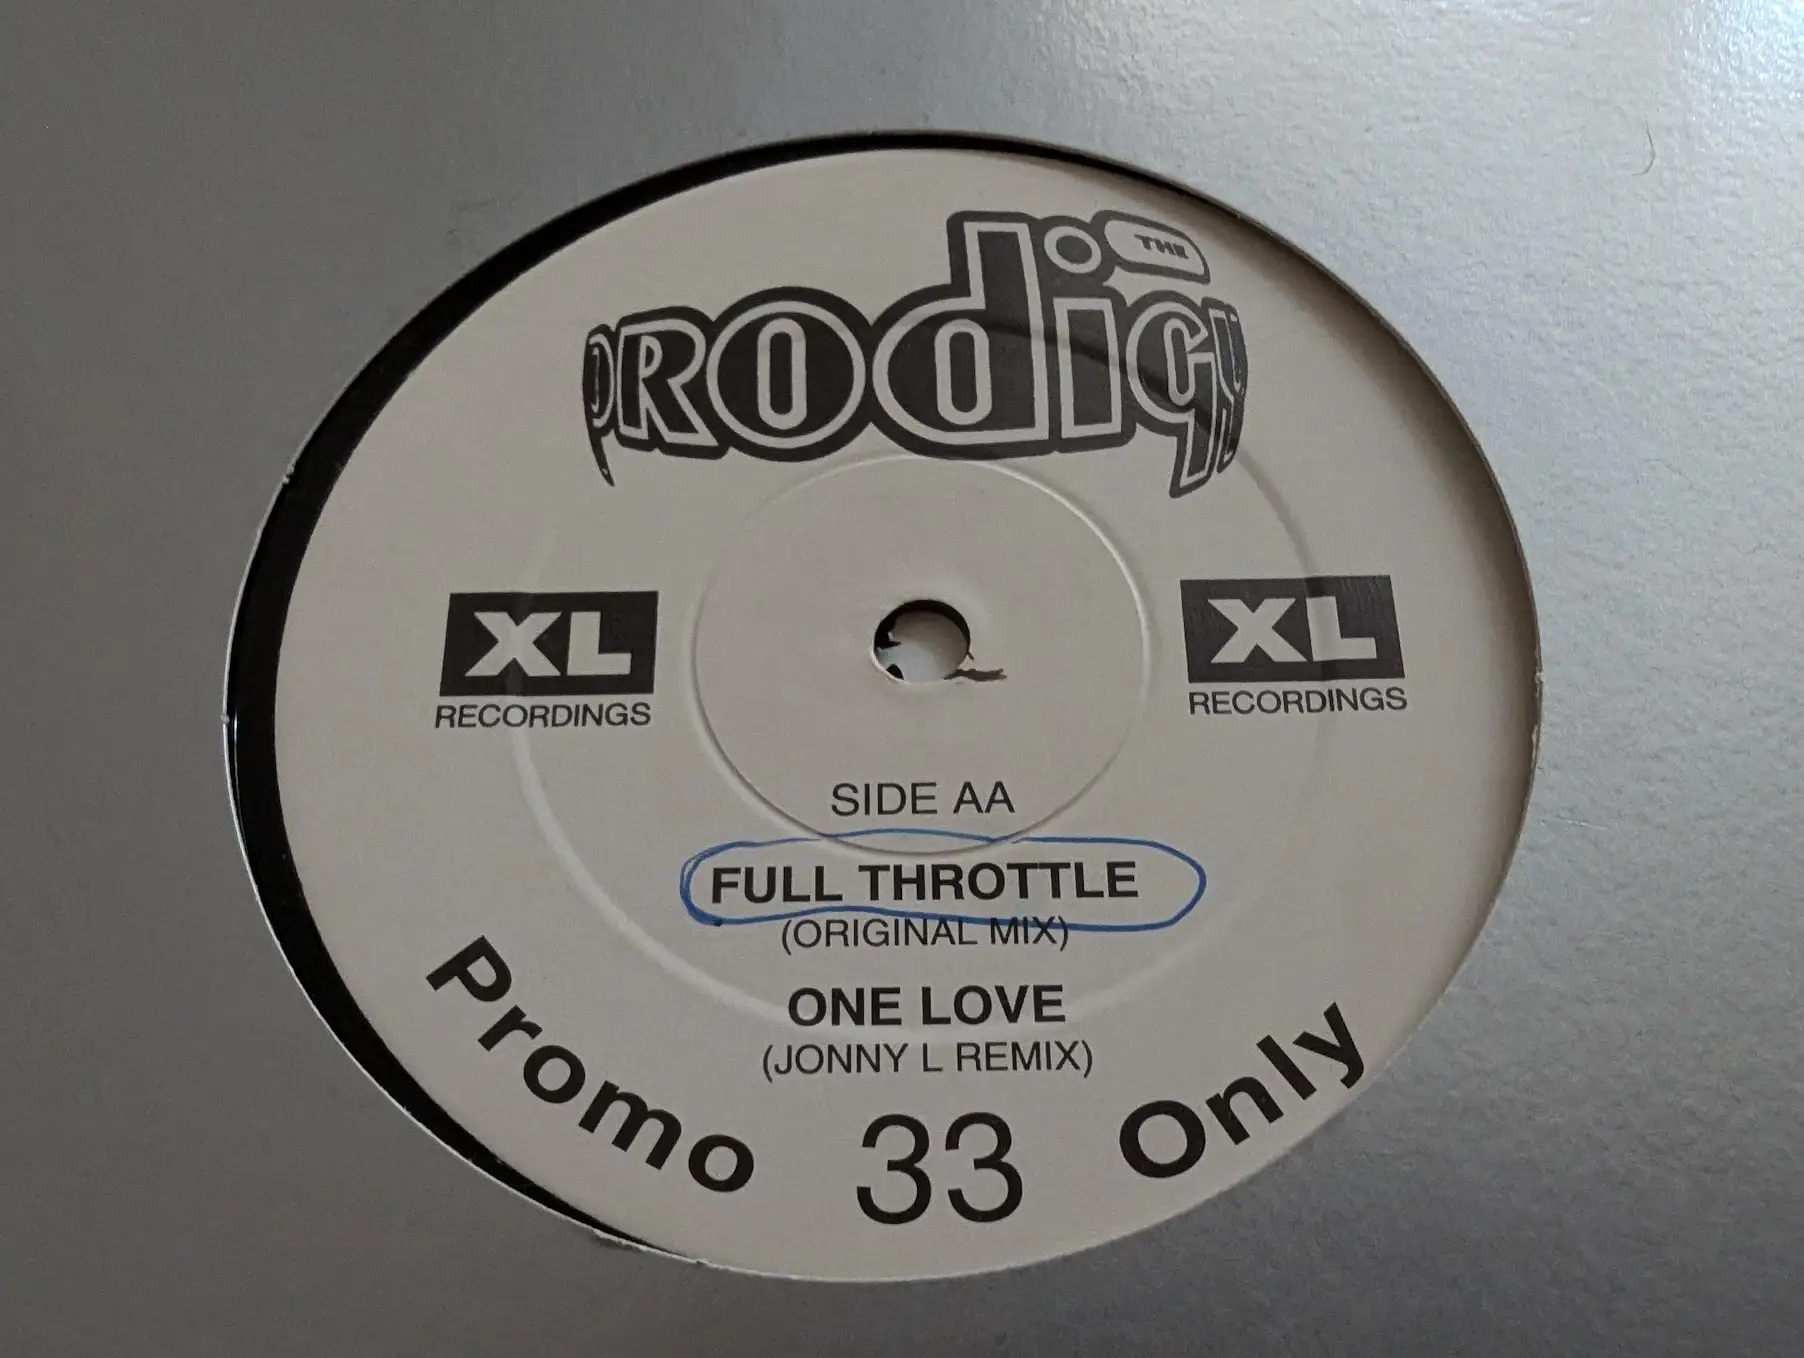 THE
PRODIGY
XL
RECORDINGS
XL
RECORDINGS
SIDE AA
FULL THROTTLE
(ORIGINAL MIX)
ONE LOVE
(JONNY L REMIX)
Promo Only
33